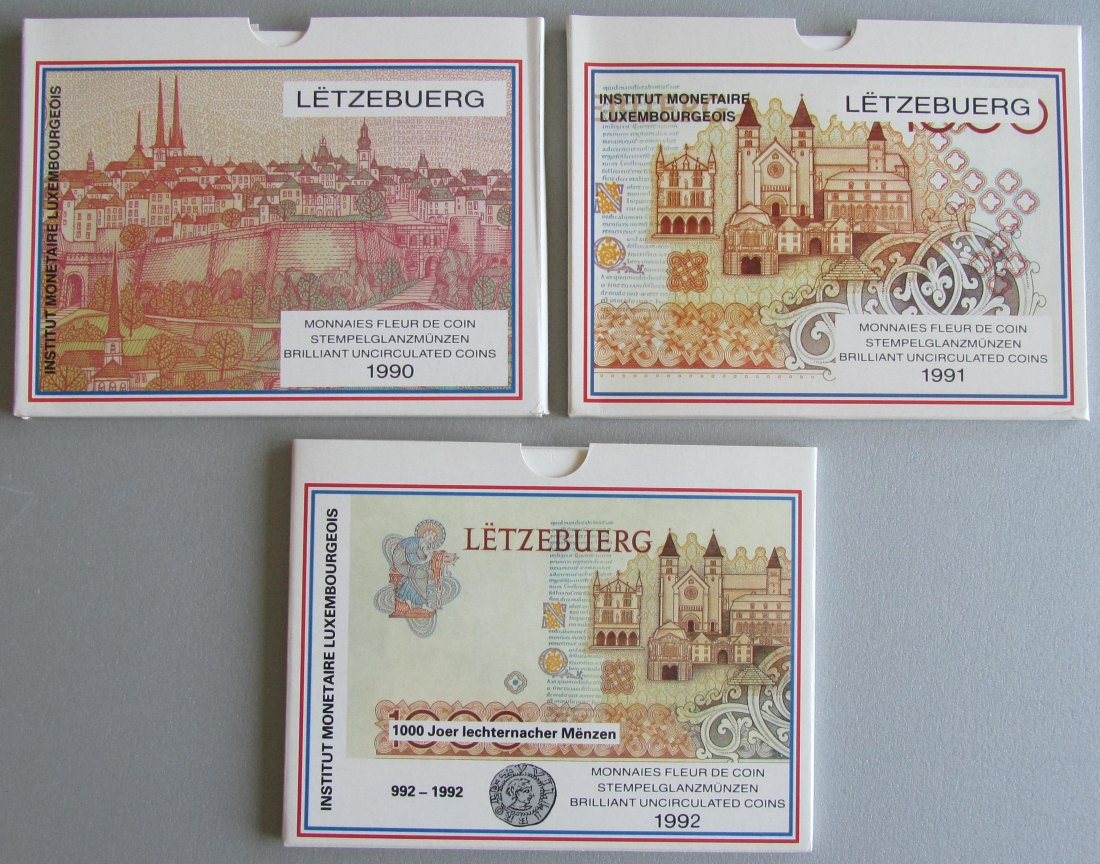 LËTZEBUERG
INSTITUT MONETAIRE LUXEMBOURGEOIS
MONNAIES FLEUR DE COIN
STEMPELGLANZMÜNZEN
BRILLIANT UNCIRCULATED COINS
1990
INSTITUT MONETAIRE
LUXEMBOURGEOIS
LËTZEBUERG
MONNAIES FLEUR DE COIN
STEMPELGLANZMÜNZEN
BRILLIANT UNCIRCULATED COINS
1991
INSTITUT MONETAIRE LUXEMBOURGEOIS
LËTZEBUERG
1000
1000 Joer Iechternacher Mënzen
992 – 1992
MONNAIES FLEUR DE COIN
STEMPELGLANZMÜNZEN
BRILLIANT UNCIRCULATED COINS
1992